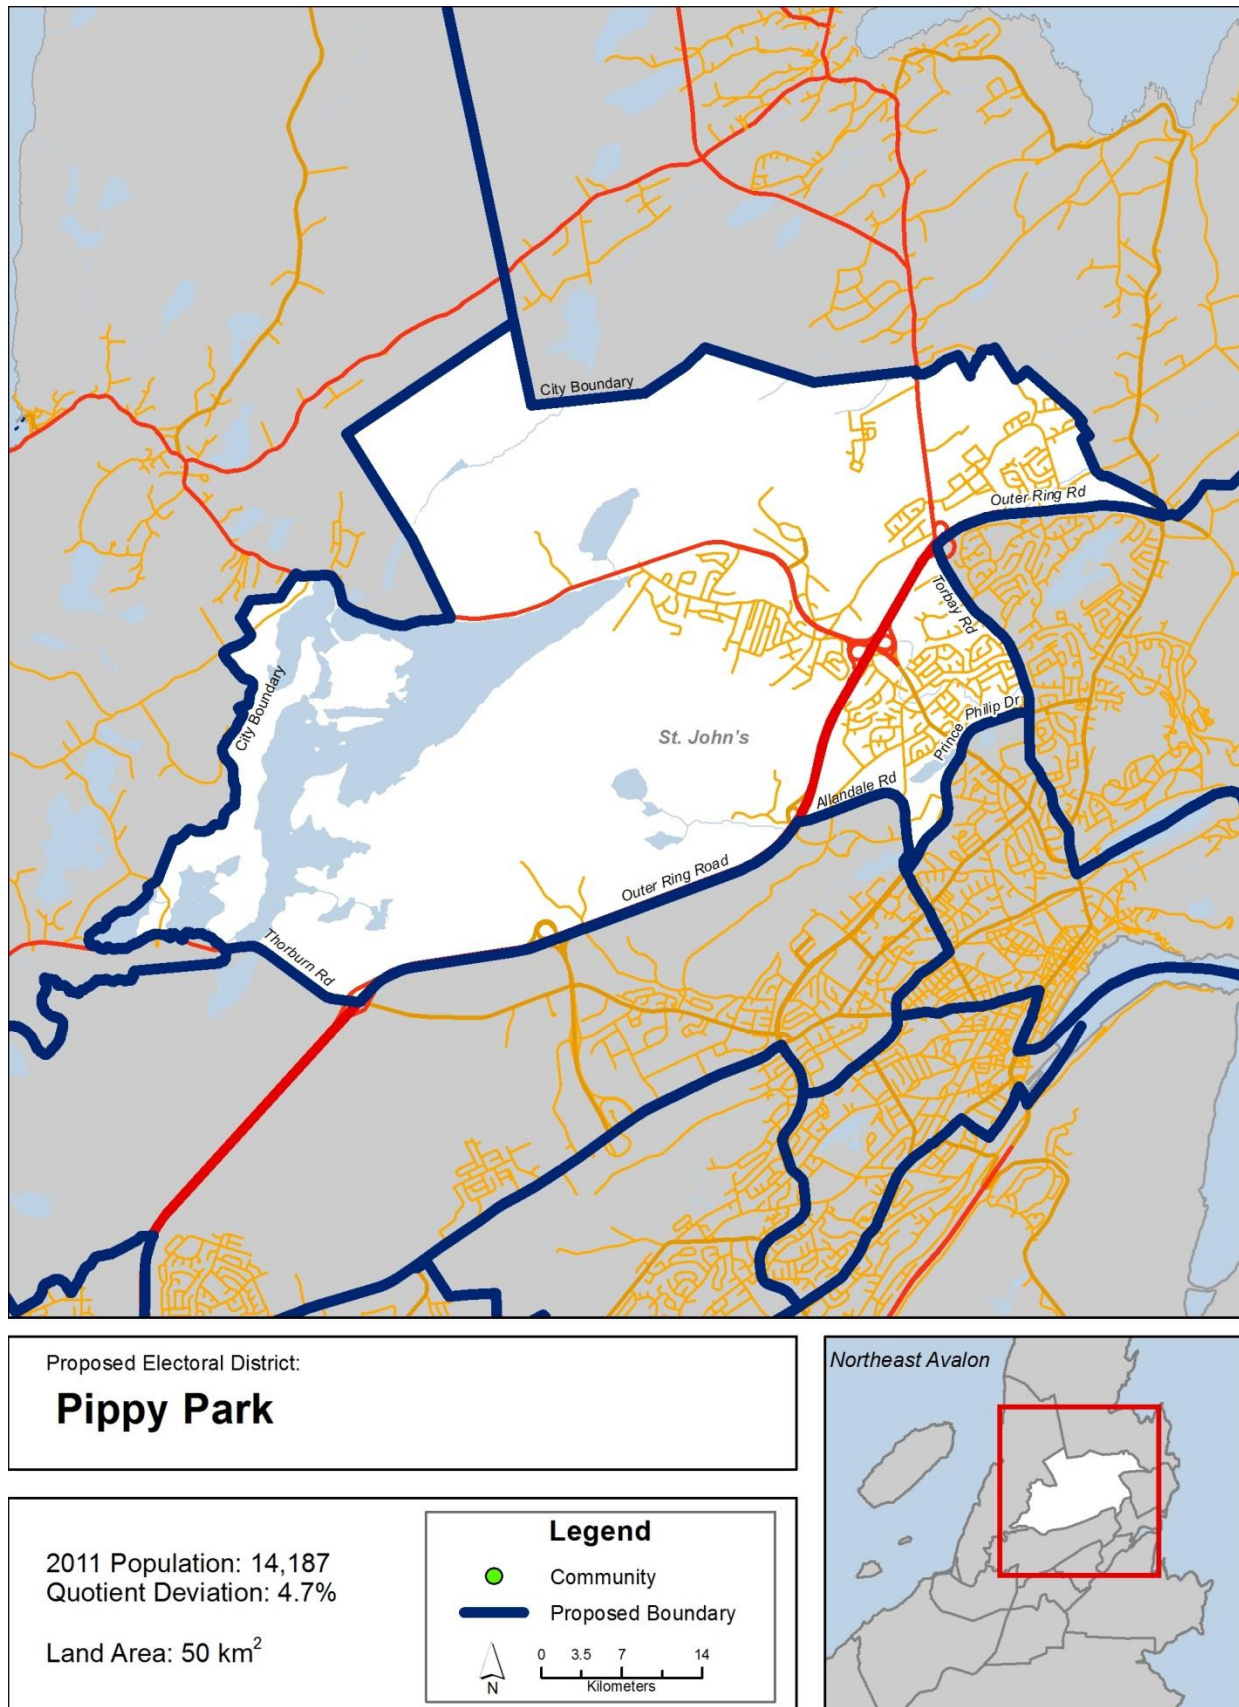 City Boundary
Outer Ring Rd
Torbay Rd
City Boundary
Philip Dr
Prince
St. John's
Allandale Rd
Outer Ring Road
Thorburn Rd
Proposed Electoral District:
Pippy Park
Northeast Avalon
2011 Population: 14,187
Quotient Deviation: 4.7%
Land Area: 50 km²
Legend
Community
Proposed Boundary
N
0 3.5 7 14
Kilometers